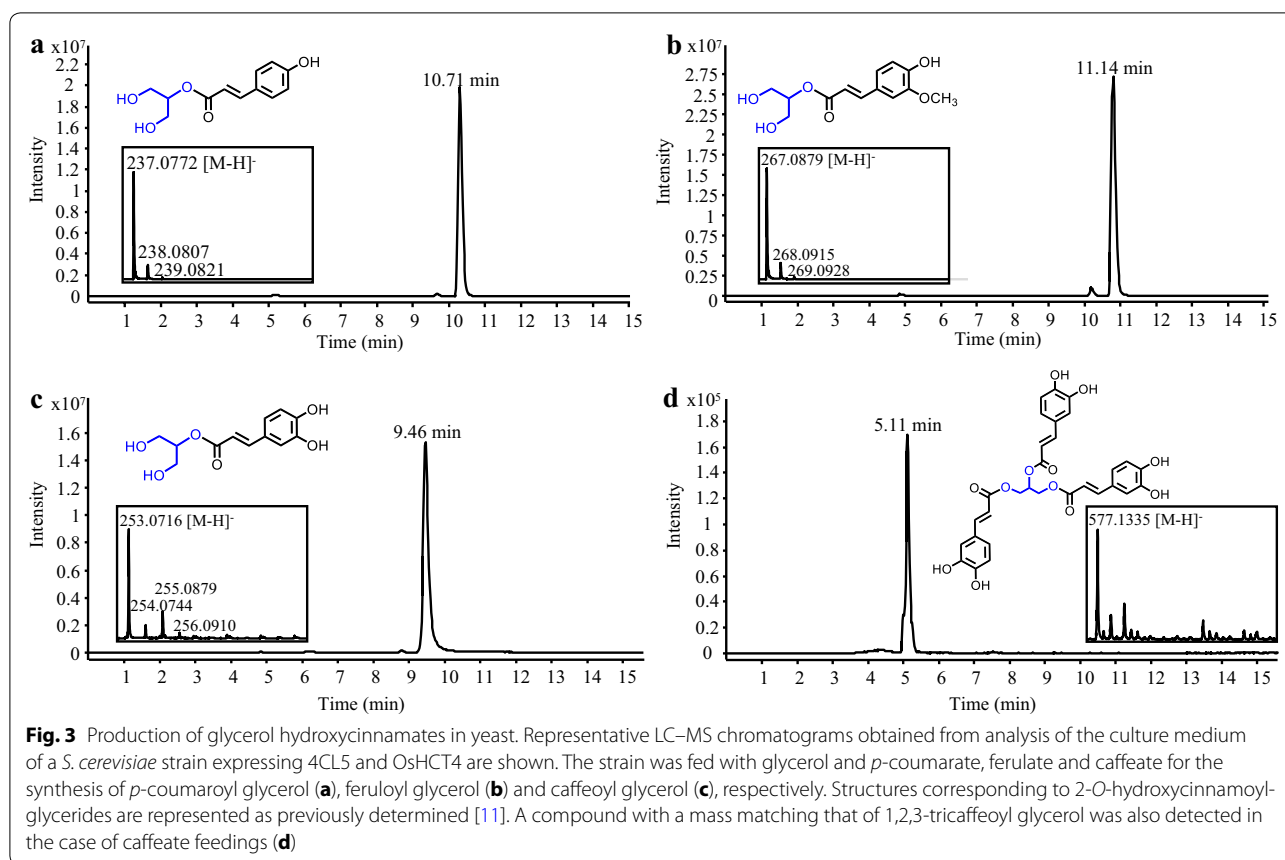 a
x10⁷
2.2
2
1.8
1.6
1.4
1.2
1
0.8
0.6
0.4
0.2
0
Intensity
HO
HO
O
O
OH
10.71 min
237.0772 [M-H]⁻
238.0807
239.0821
1 2 3 4 5 6 7 8 9 10 11 12 13 14 15
Time (min)
b
x10⁷
2.75
2.5
2.25
2
1.75
1.5
1.25
1
0.75
0.5
0.25
0
Intensity
HO
HO
O
O
OH
O
CH₃
11.14 min
267.0879 [M-H]⁻
268.0915
269.0928
1 2 3 4 5 6 7 8 9 10 11 12 13 14 15
Time (min)
c
x10⁷
1.6
1.4
1.2
1
0.8
0.6
0.4
0.2
0
Intensity
HO
HO
O
O
OH
OH
9.46 min
253.0716 [M-H]⁻
255.0879
254.0744
256.0910
1 2 3 4 5 6 7 8 9 10 11 12 13 14 15
Time (min)
d
x10⁵
1.8
1.6
1.4
1.2
1
0.8
0.6
0.4
0.2
0
Intensity
5.11 min
OH
OH
O
O
O
O
O
O
OH
OH
HO
OH
577.1335 [M-H]⁻
1 2 3 4 5 6 7 8 9 10 11 12 13 14 15
Time (min)
Fig. 3 Production of glycerol hydroxycinnamates in yeast. Representative LC–MS chromatograms obtained from analysis of the culture medium
of a S. cerevisiae strain expressing 4CL5 and OsHCT4 are shown. The strain was fed with glycerol and p-coumarate, ferulate and caffeate for the
synthesis of p-coumaroyl glycerol (a), feruloyl glycerol (b) and caffeoyl glycerol (c), respectively. Structures corresponding to 2-O-hydroxycinnamoyl-
glycerides are represented as previously determined [11]. A compound with a mass matching that of 1,2,3-tricaffeoyl glycerol was also detected in
the case of caffeate feedings (d)